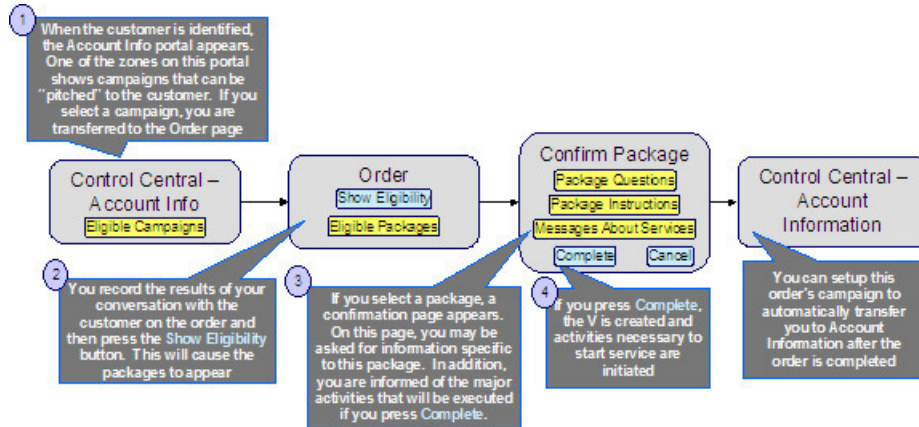 1
When the customer is identified,
the Account Info portal appears.
One of the zones on this portal
shows campaigns that can be
"pitched" to the customer. If you
select a campaign, you are
transferred to the Order page
Control Central –
Account Info
Eligible Campaigns
Order
Show Eligibility
Eligible Packages
Confirm Package
Package Questions
Package Instructions
Messages About Services
Complete
Cancel
Control Central –
Account
Information
2
You record the results of your
conversation with the
customer on the order and
then press the Show Eligibility
button. This will cause the
packages to appear
3
If you select a package, a
confirmation page appears.
On this page, you may be
asked for information specific
to this package. In addition,
you are informed of the major
activities that will be executed
if you press Complete.
4
If you press Complete,
the V is created and
activities necessary to
start service are
initiated
You can setup this
order's campaign to
automatically transfer
you to Account
Information after the
order is completed